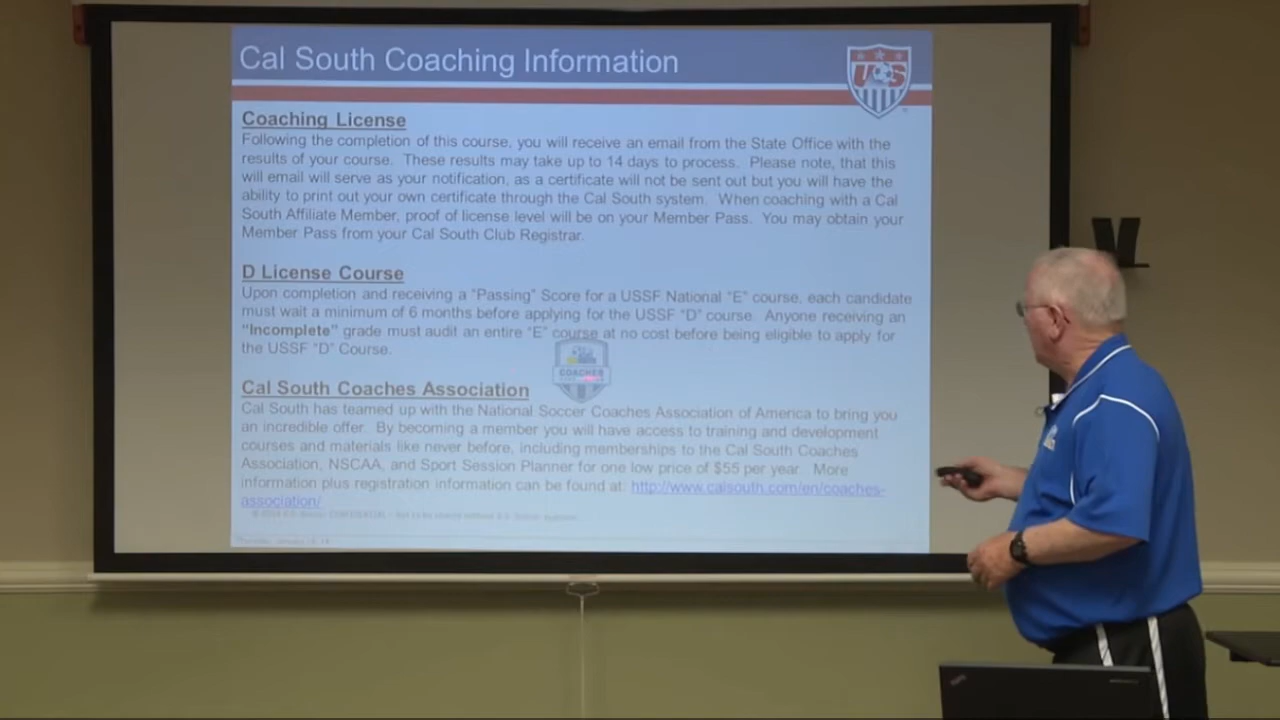 Cal South Coaching Information
US
Coaching License
Following the completion of this course, you will receive an email from the State Office with the
results of your course. These results may take up to 14 days to process. Please note, that this
will email will serve as your notification, as a certificate will not be sent out but you will have the
ability to print out your own certificate through the Cal South system. When coaching with a Cal
South Affiliate Member, proof of license level will be on your Member Pass. You may obtain your
Member Pass from your Cal South Club Registrar.
D License Course
Upon completion and receiving a "Passing" Score for a USSF National "E" course, each candidate
must wait a minimum of 6 months before applying for the USSF "D" course. Anyone receiving an
"Incomplete" grade must audit an entire "E" course at no cost before being eligible to apply for
the USSF "D" Course.
COACHES
Cal South Coaches Association
Cal South has teamed up with the National Soccer Coaches Association of America to bring you
an incredible offer. By becoming a member you will have access to training and development
courses and materials like never before, including memberships to the Cal South Coaches
Association, NSCAA, and Sport Session Planner for one low price of $55 per year. More
information plus registration information can be found at: http://www.calsouth.com/en/coaches-
association/